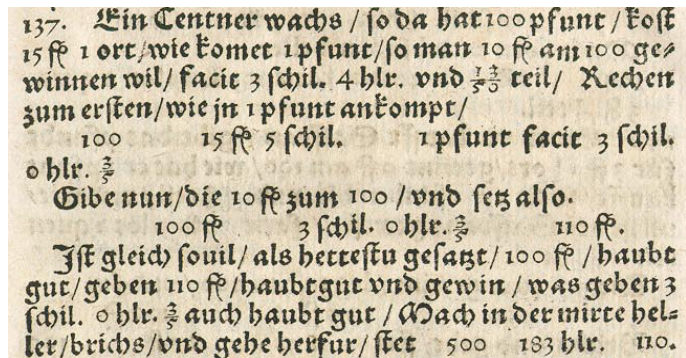 137. Ein Centner wachs / so da hat 100 pfunt / kost
15 fl 1 ort / wie komet 1 pfunt / so man 10 fl am 100 ge⸗
winnen wil / facit 3 schil. 4 hlr. vnd 13/50 teil / Rechen
zum ersten / wie jn 1 pfunt ankompt /
100 15 fl 5 schil. 1 pfunt facit 3 schil.
0 hlr. 3/5
Gibe nun / die 10 fl zum 100 / vnd setz also.
100 fl 3 schil. 0 hlr. 3/5 110 fl.
Ist gleich souil / als hettestu gesatzt / 100 fl / haubt
gut / geben 110 fl / haubtgut vnd gewin / was geben 3
schil. 0 hlr. 3/5 auch haubt gut / Mach in der mitte hel⸗
ler / brichs / vnd gehe herfur / stet 500 183 hlr. 110.